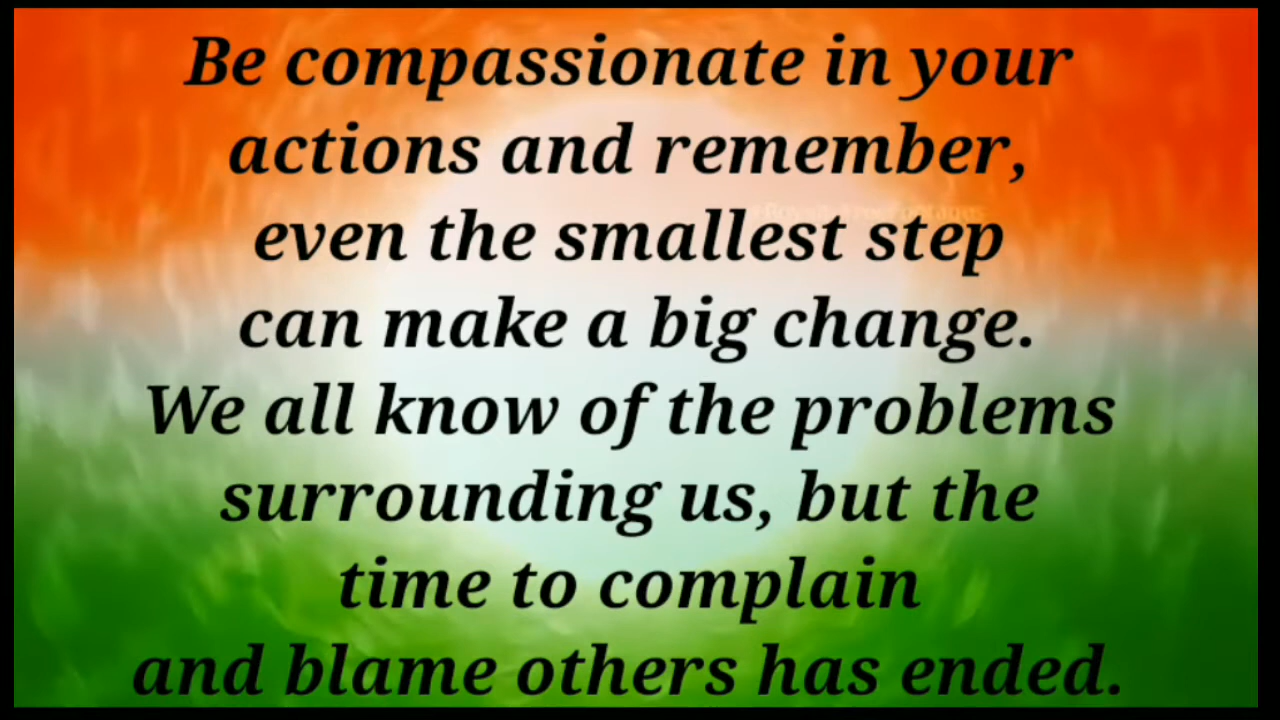 Be compassionate in your
actions and remember,
even the smallest step
can make a big change.
We all know of the problems
surrounding us, but the
time to complain
and blame others has ended.